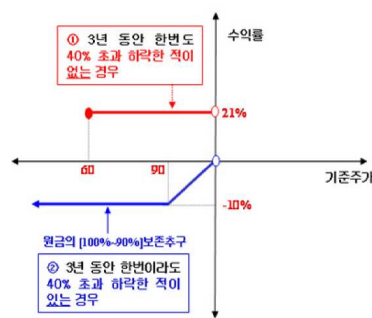 ① 3년 동안 한번도
40% 초과 하락한 적이
없는 경우
수익률
21%
60
90
기준주가
-10%
원금의 [100%~90%]보존추구
② 3년 동안 한번이라도
40% 초과 하락한 적이
있는 경우